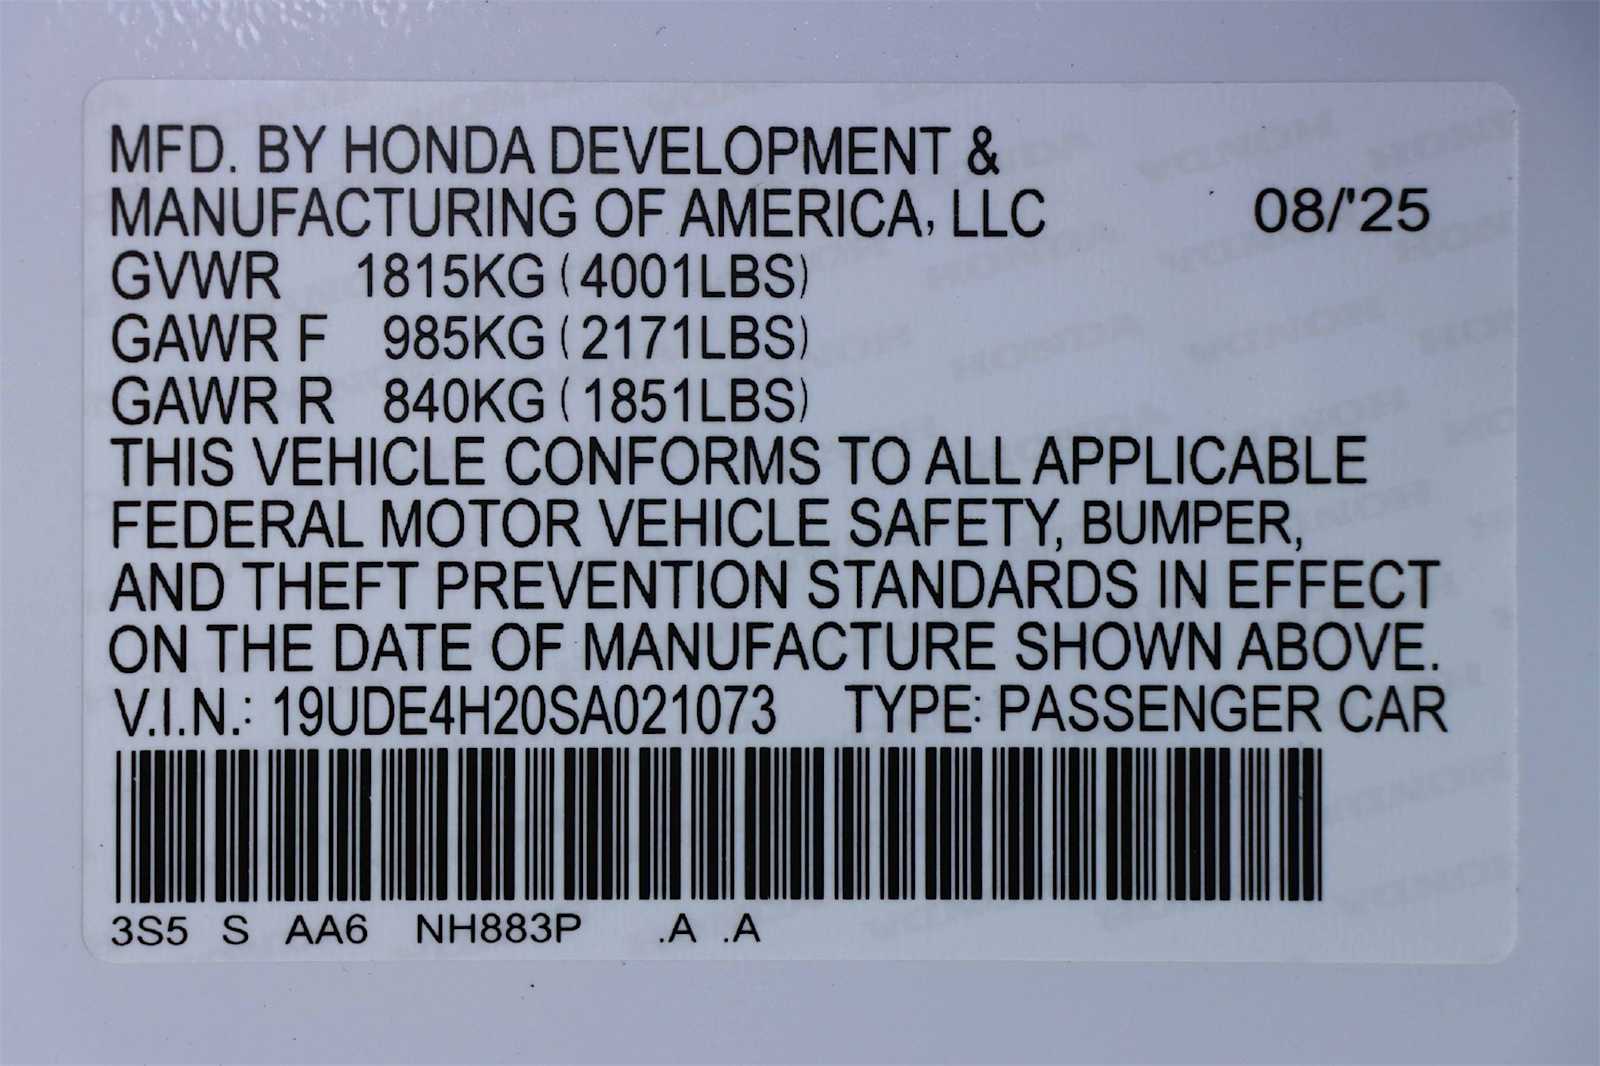 MFD. BY HONDA DEVELOPMENT &
MANUFACTURING OF AMERICA, LLC 08/'25
GVWR 1815KG (4001LBS)
GAWR F 985KG (2171LBS)
GAWR R 840KG (1851LBS)
THIS VEHICLE CONFORMS TO ALL APPLICABLE
FEDERAL MOTOR VEHICLE SAFETY, BUMPER,
AND THEFT PREVENTION STANDARDS IN EFFECT
ON THE DATE OF MANUFACTURE SHOWN ABOVE.
V.I.N.: 19UDE4H20SA021073 TYPE: PASSENGER CAR
3S5 S AA6 NH883P .A .A